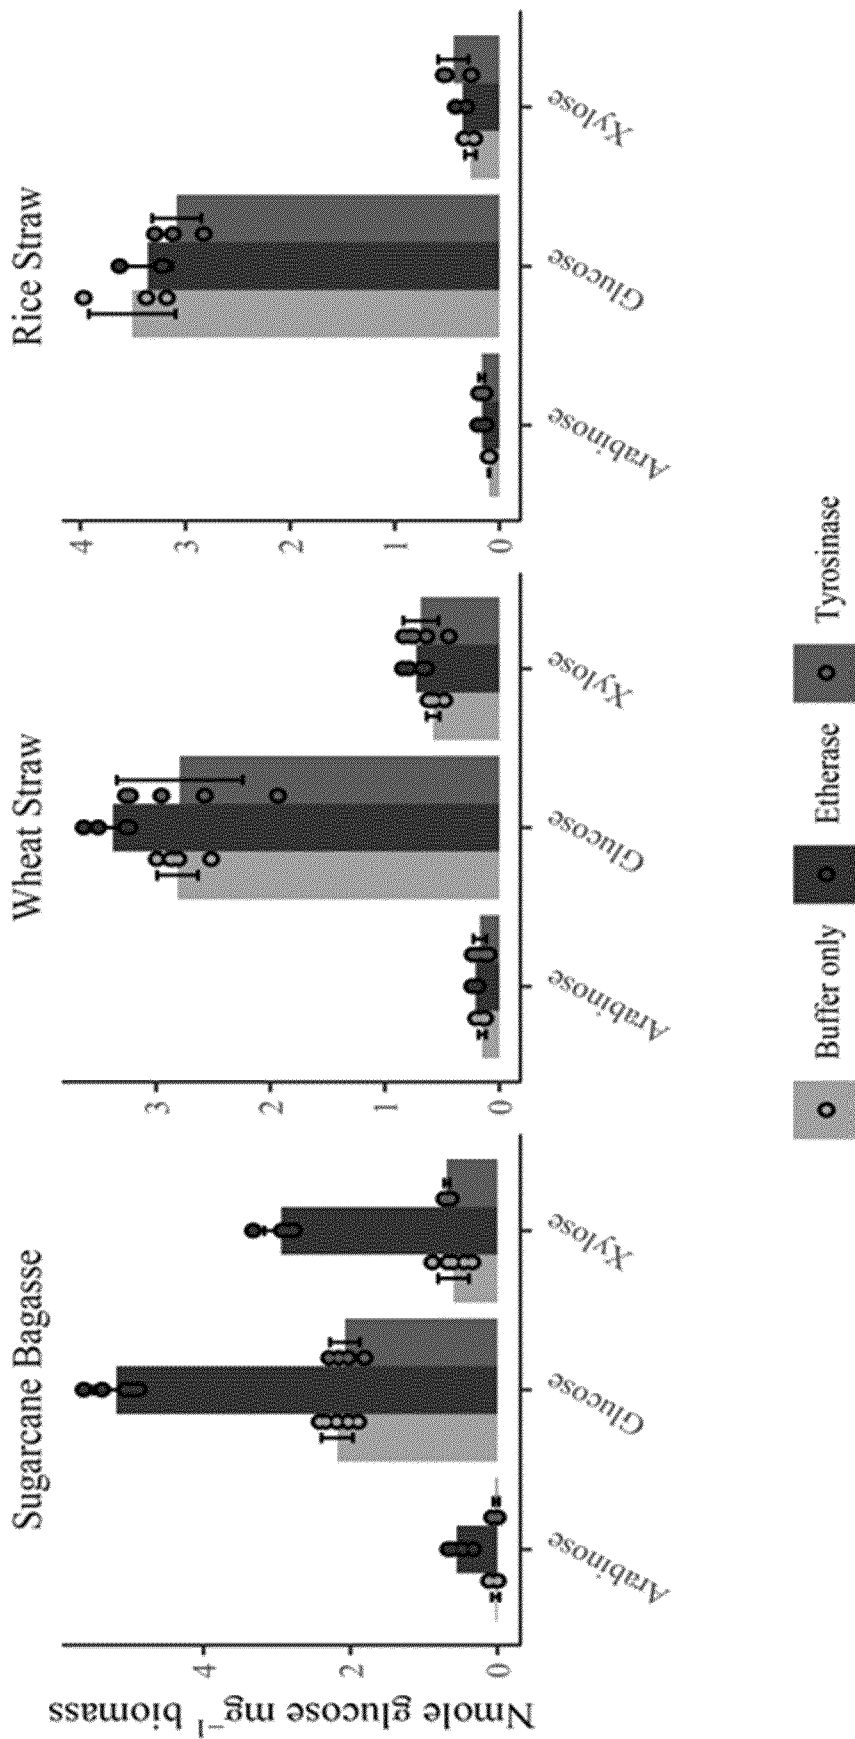 Sugarcane Bagasse
Wheat Straw
Rice Straw
Nmole glucose mg⁻¹ biomass
4
2
0
3
2
1
0
4
3
2
1
0
Arabinose
Glucose
Xylose
Arabinose
Glucose
Xylose
Arabinose
Glucose
Xylose
Buffer only
Etherase
Tyrosinase